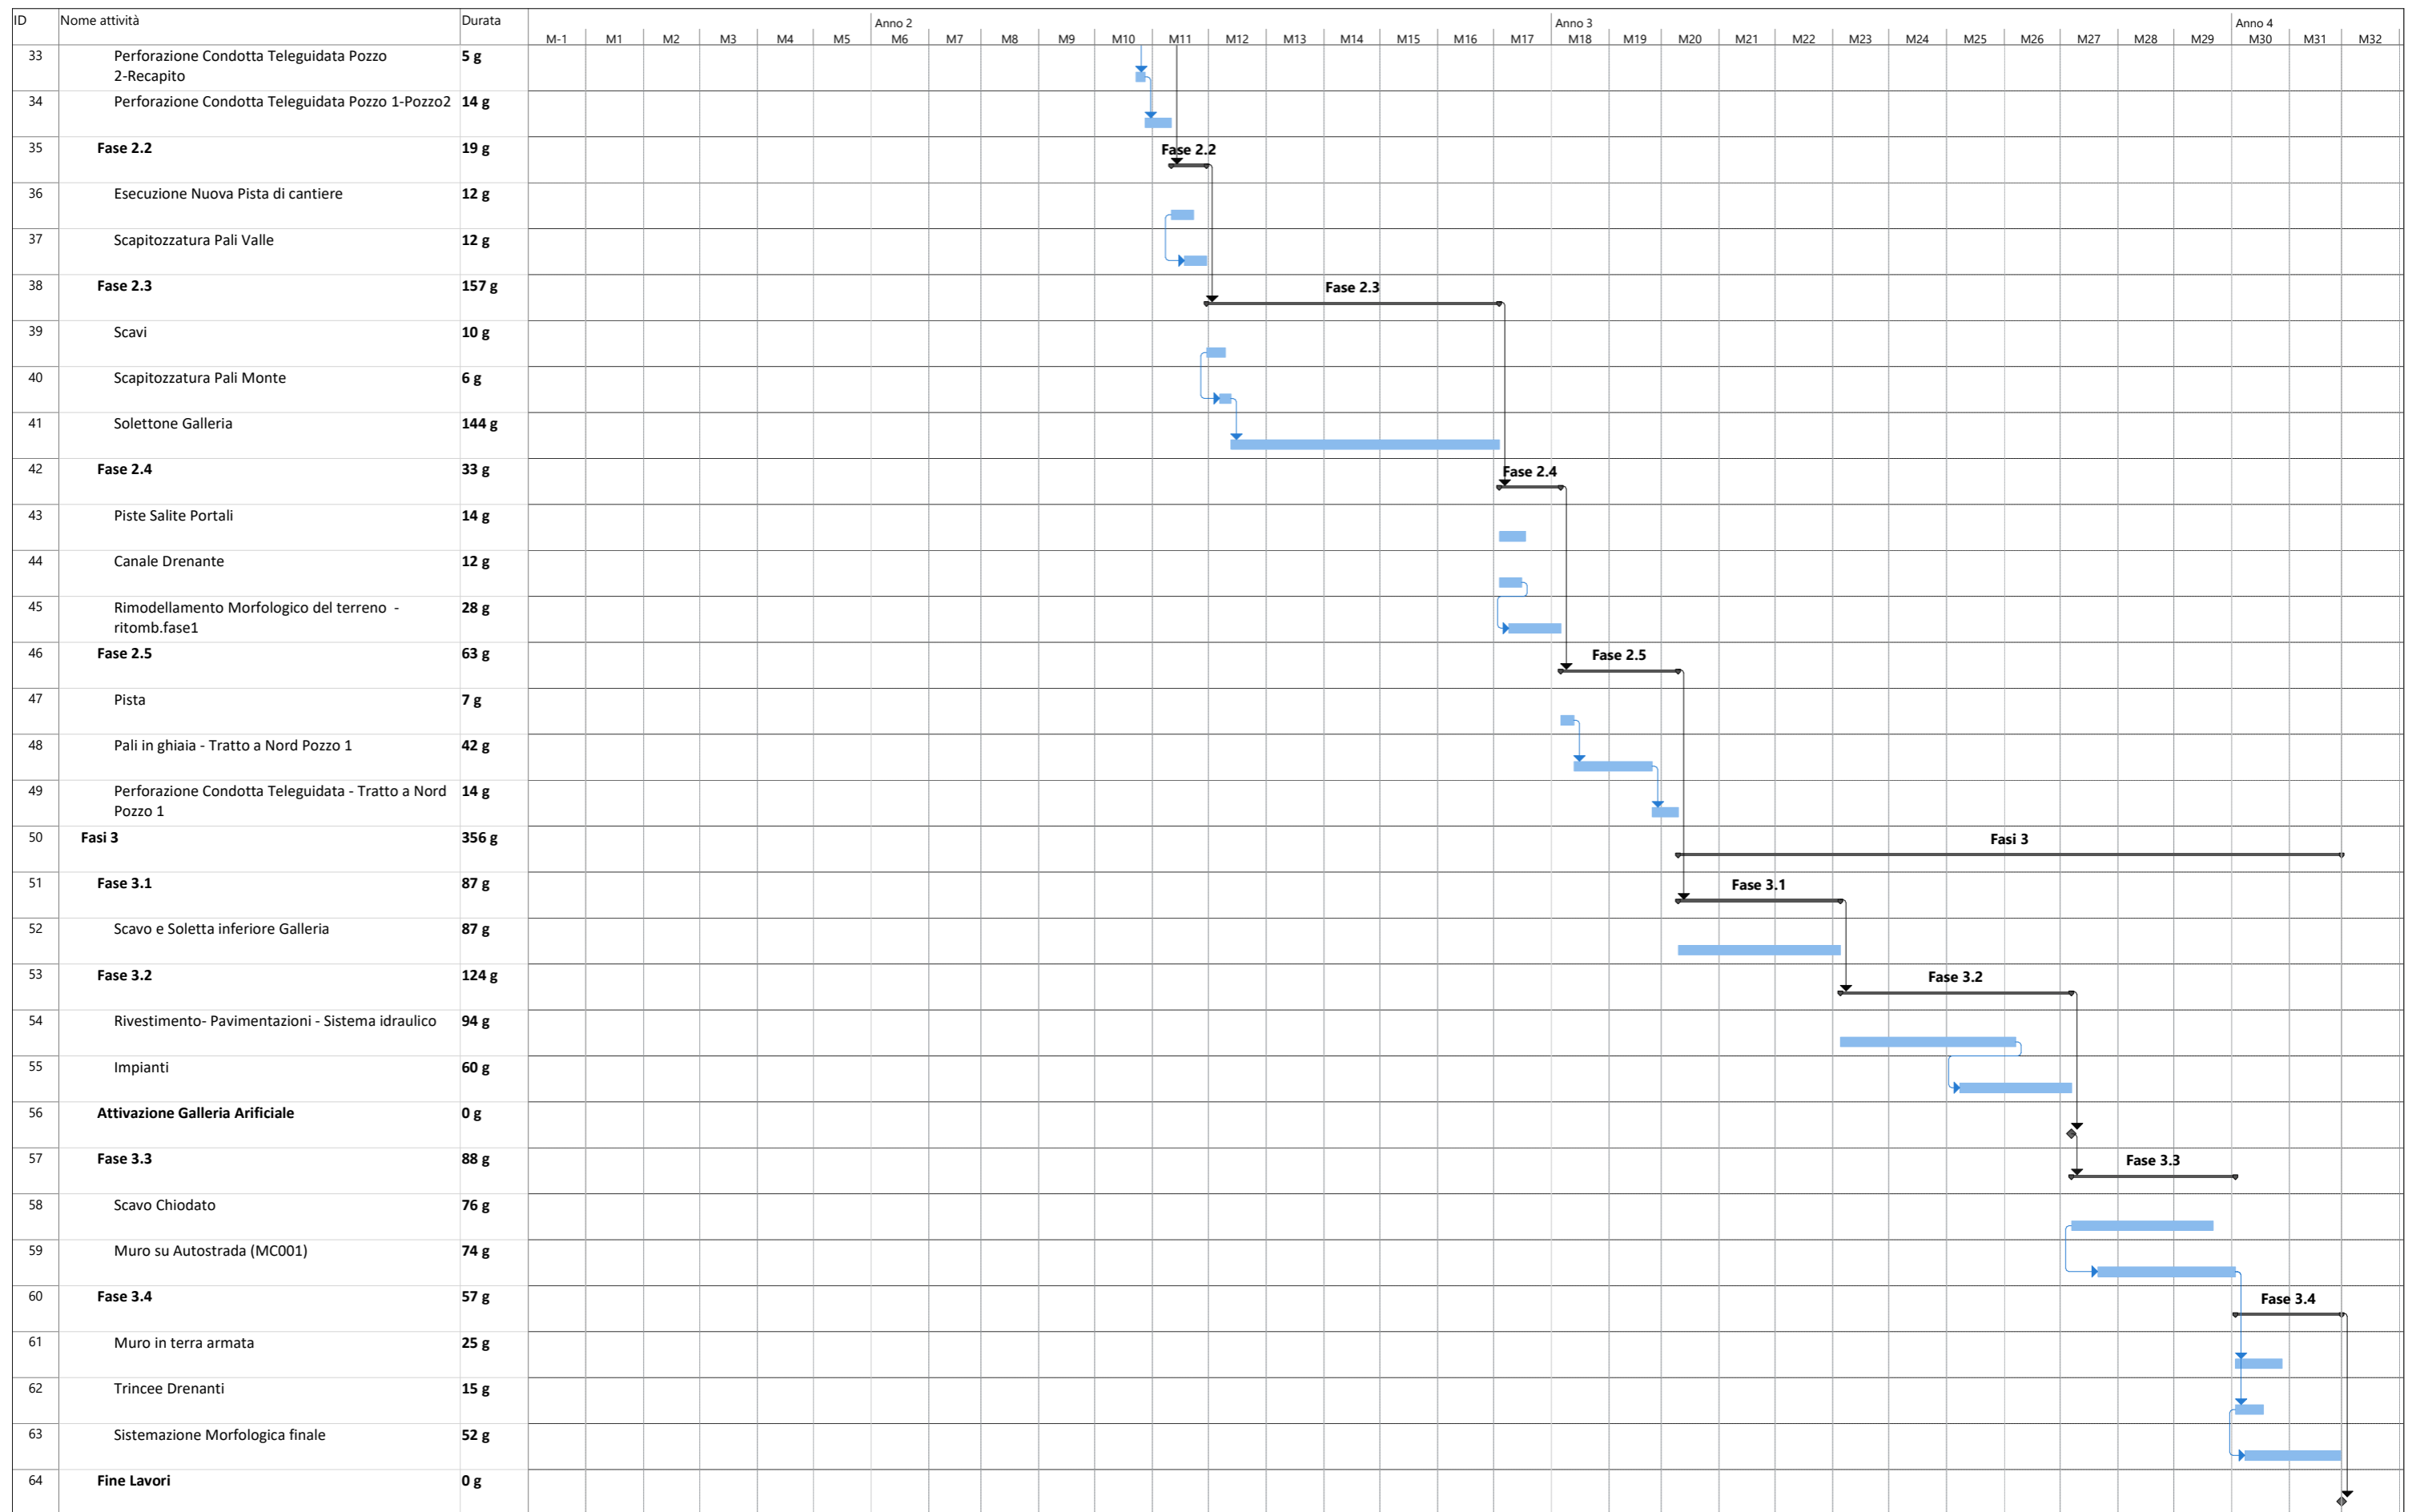 ID Nome attività Durata Anno 2 Anno 3 Anno 4
M-1 M1 M2 M3 M4 M5 M6 M7 M8 M9 M10 M11 M12 M13 M14 M15 M16 M17 M18 M19 M20 M21 M22 M23 M24 M25 M26 M27 M28 M29 M30 M31 M32
33 Perforazione Condotta Teleguidata Pozzo 5 g
2-Recapito
34 Perforazione Condotta Teleguidata Pozzo 1-Pozzo2 14 g
35 Fase 2.2 19 g Fase 2.2
36 Esecuzione Nuova Pista di cantiere 12 g
37 Scapitozzatura Pali Valle 12 g
38 Fase 2.3 157 g Fase 2.3
39 Scavi 10 g
40 Scapitozzatura Pali Monte 6 g
41 Solettone Galleria 144 g
42 Fase 2.4 33 g Fase 2.4
43 Piste Salite Portali 14 g
44 Canale Drenante 12 g
45 Rimodellamento Morfologico del terreno - 28 g
ritomb.fase1
46 Fase 2.5 63 g Fase 2.5
47 Pista 7 g
48 Pali in ghiaia - Tratto a Nord Pozzo 1 42 g
49 Perforazione Condotta Teleguidata - Tratto a Nord 14 g
Pozzo 1
50 Fasi 3 356 g Fasi 3
51 Fase 3.1 87 g Fase 3.1
52 Scavo e Soletta inferiore Galleria 87 g
53 Fase 3.2 124 g Fase 3.2
54 Rivestimento- Pavimentazioni - Sistema idraulico 94 g
55 Impianti 60 g
56 Attivazione Galleria Arificiale 0 g
57 Fase 3.3 88 g Fase 3.3
58 Scavo Chiodato 76 g
59 Muro su Autostrada (MC001) 74 g
60 Fase 3.4 57 g Fase 3.4
61 Muro in terra armata 25 g
62 Trincee Drenanti 15 g
63 Sistemazione Morfologica finale 52 g
64 Fine Lavori 0 g